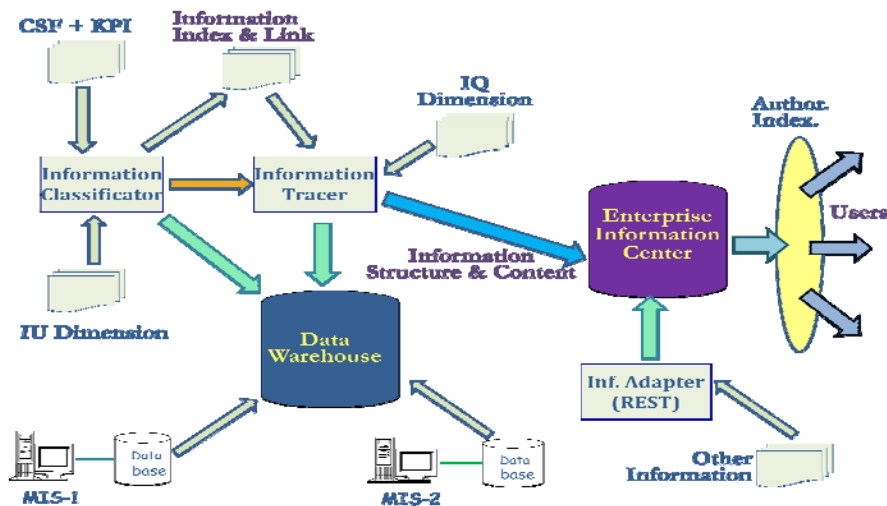 CSF + KPI
Information
Index & Link
IQ
Dimension
Author.
Index.
Information
Classificator
Information
Tracer
Enterprise
Information
Center
Users
Information
Structure & Content
IU Dimension
Data
Warehouse
Inf. Adapter
(REST)
Data
base
MIS-1
Data
base
MIS-2
Other
Information